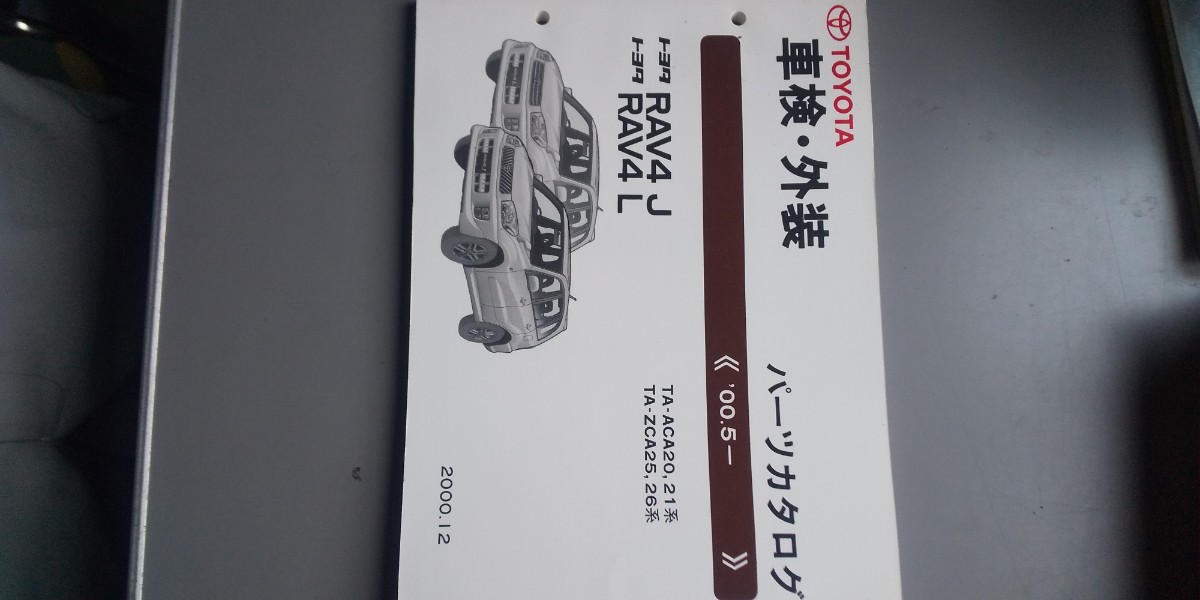 TOYOTA
車検・外装 パーツカタログ
《 '00.5ー 》
トヨタ RAV4 J
トヨタ RAV4 L
TA-ACA20, 21系
TA-ZCA25, 26系
2000.12